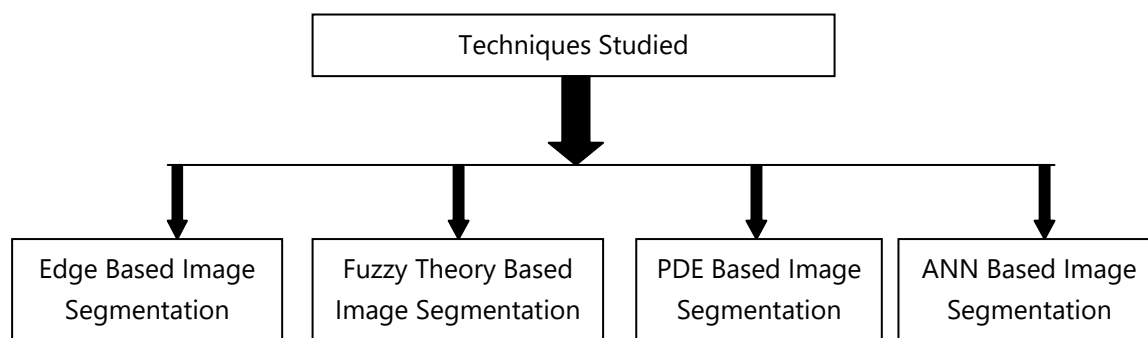 Techniques Studied
Edge Based Image
Segmentation
Fuzzy Theory Based
Image Segmentation
PDE Based Image
Segmentation
ANN Based Image
Segmentation